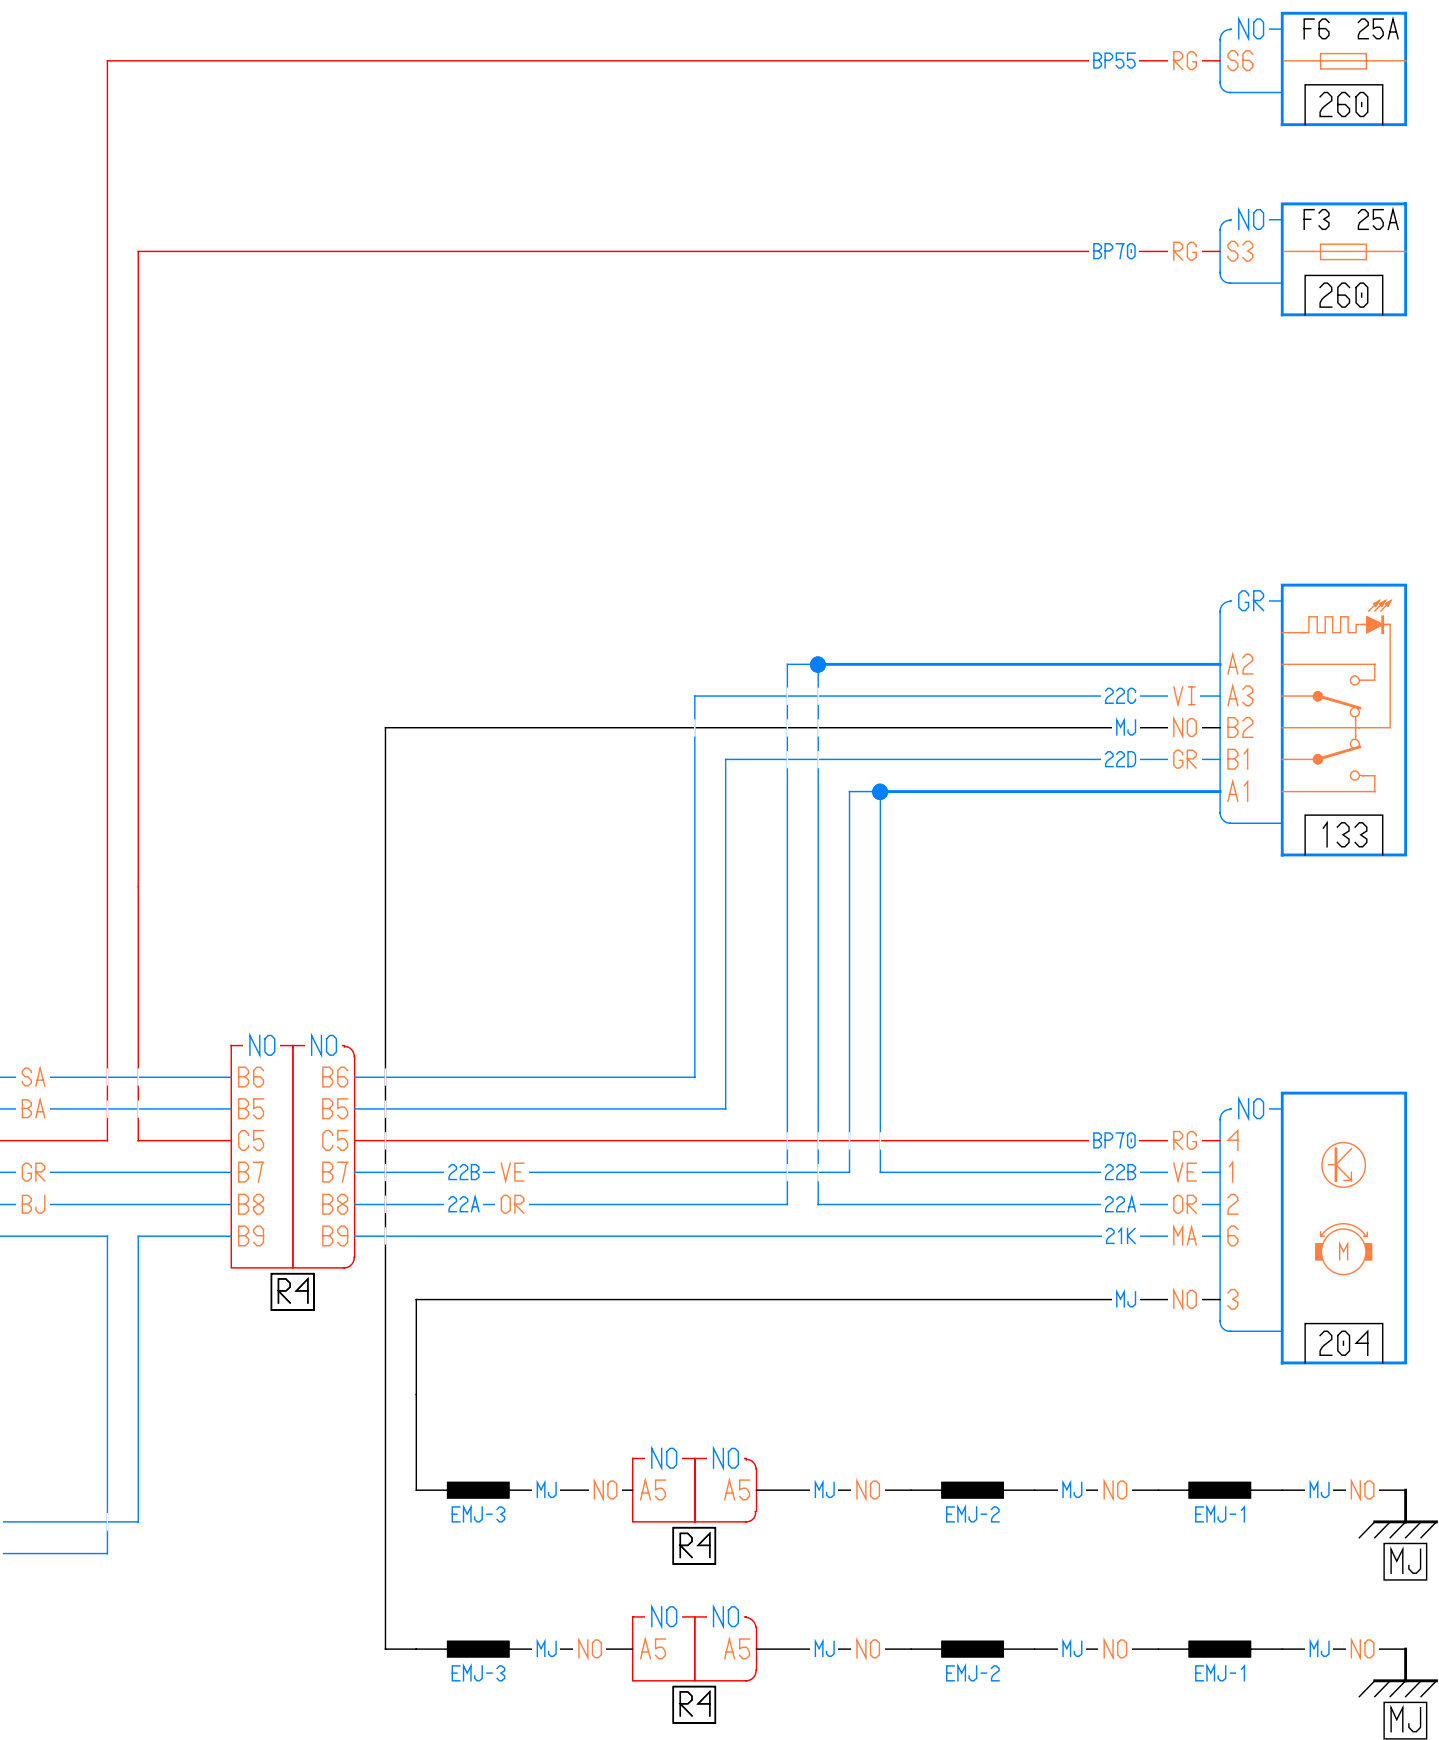 NO F6 25A
BP55 RG S6
260
NO F3 25A
BP70 RG S3
260
GR
A2
22C VI A3
MJ NO B2
22D GR B1
A1
133
NO NO
SA B6 B6
BA B5 B5
NO
C5 C5 BP70 RG 4
GR B7 B7 22B VE 22B VE 1
BJ B8 B8 22A OR 22A OR 2
B9 B9 21K MA 6
M
R4
MJ NO 3
204
NO NO
MJ NO A5 A5 MJ NO MJ NO MJ NO
EMJ-3 EMJ-2 EMJ-1
R4 MJ
NO NO
MJ NO A5 A5 MJ NO MJ NO MJ NO
EMJ-3 EMJ-2 EMJ-1
R4 MJ